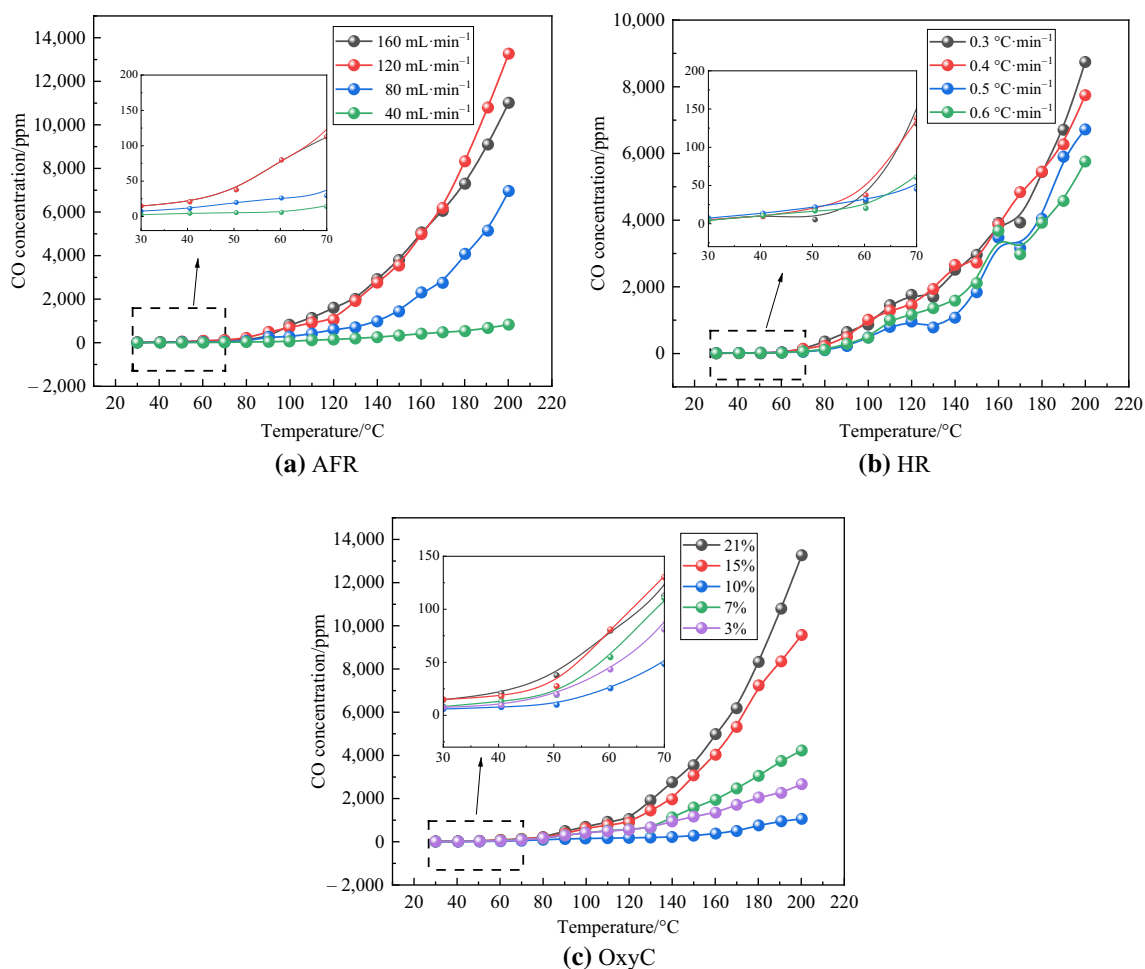 14,000
12,000
10,000
8,000
6,000
4,000
2,000
0
– 2,000
CO concentration/ppm
200
150
100
50
0
30 40 50 60 70
160 mL·min⁻¹
120 mL·min⁻¹
80 mL·min⁻¹
40 mL·min⁻¹
20 40 60 80 100 120 140 160 180 200 220
Temperature/°C
(a) AFR
10,000
8,000
6,000
4,000
2,000
0
CO concentration/ppm
200
150
100
50
0
30 40 50 60 70
0.3 °C·min⁻¹
0.4 °C·min⁻¹
0.5 °C·min⁻¹
0.6 °C·min⁻¹
20 40 60 80 100 120 140 160 180 200 220
Temperature/°C
(b) HR
14,000
12,000
10,000
8,000
6,000
4,000
2,000
0
– 2,000
CO concentration/ppm
150
100
50
0
30 40 50 60 70
21%
15%
10%
7%
3%
20 40 60 80 100 120 140 160 180 200 220
Temperature/°C
(c) OxyC